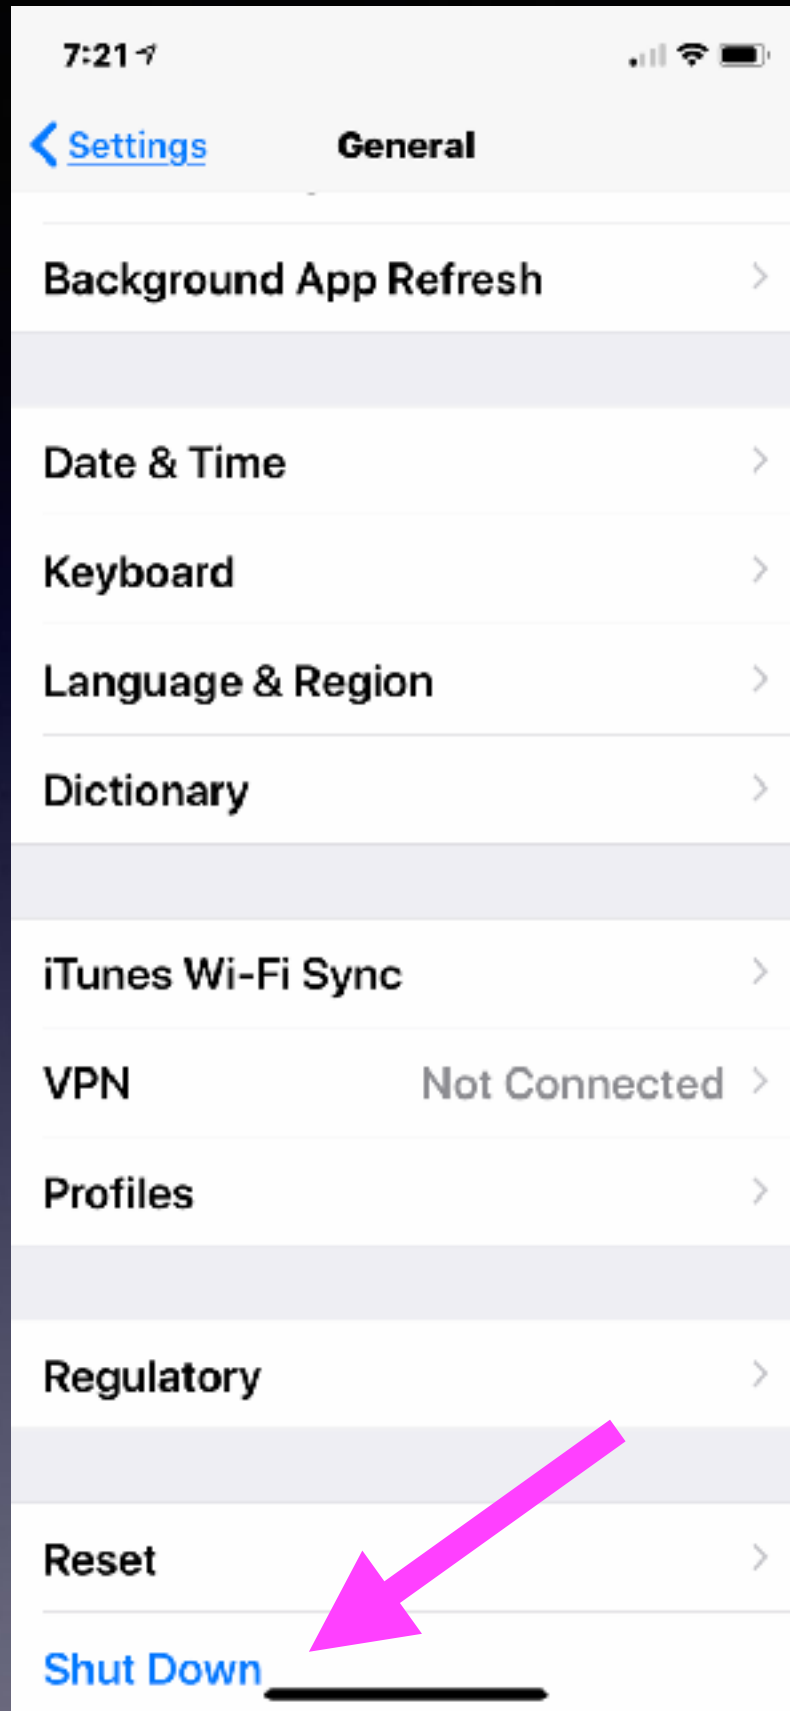 7:21
Settings
General
Background App Refresh
Date & Time
Keyboard
Language & Region
Dictionary
iTunes Wi-Fi Sync
VPN Not Connected
Profiles
Regulatory
Reset
Shut Down